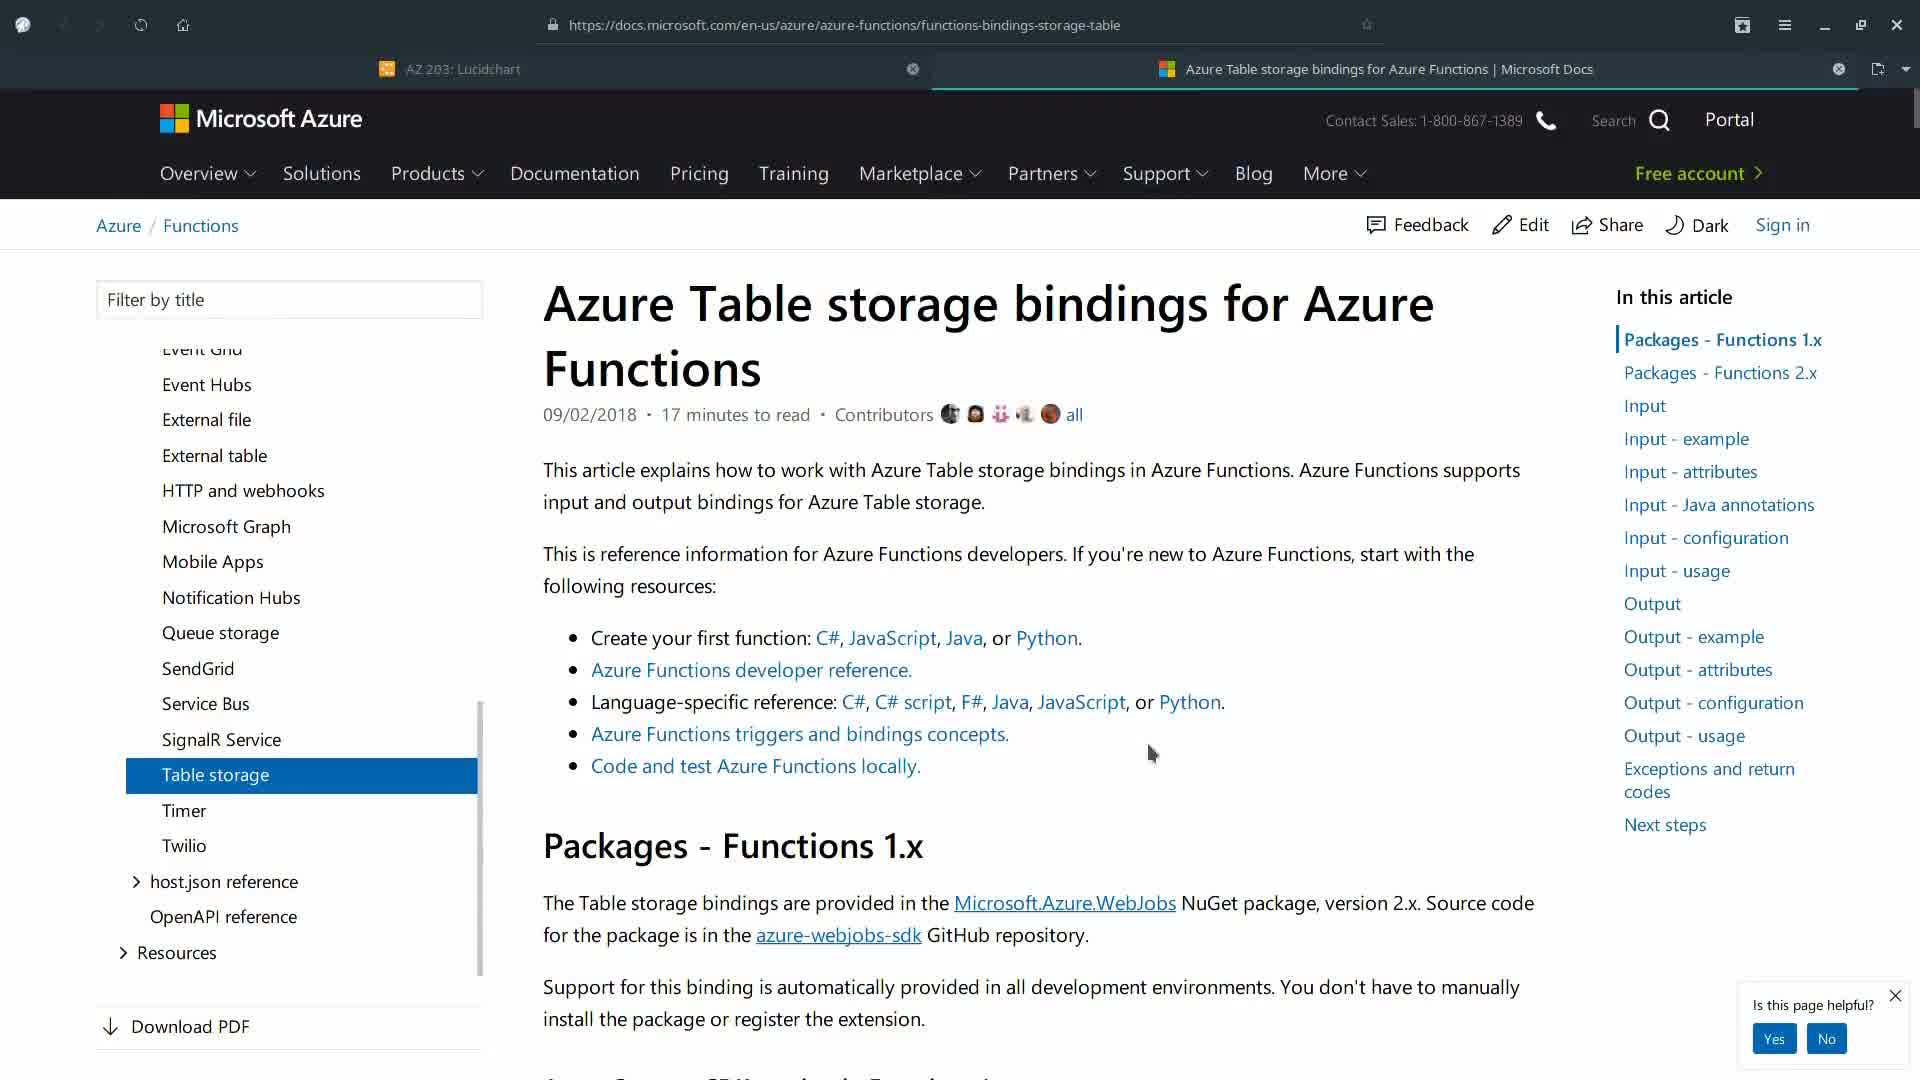 https://docs.microsoft.com/en-us/azure/azure-functions/functions-bindings-storage-table
AZ 203: Lucidchart
Azure Table storage bindings for Azure Functions | Microsoft Docs
Microsoft Azure
Contact Sales: 1-800-867-1389
Search
Portal
Overview
Solutions
Products
Documentation
Pricing
Training
Marketplace
Partners
Support
Blog
More
Free account
Azure / Functions
Feedback
Edit
Share
Dark
Sign in
Filter by title
Event Grid
Event Hubs
External file
External table
HTTP and webhooks
Microsoft Graph
Mobile Apps
Notification Hubs
Queue storage
SendGrid
Service Bus
SignalR Service
Table storage
Timer
Twilio
host.json reference
OpenAPI reference
Resources
Download PDF
Azure Table storage bindings for Azure
Functions
09/02/2018 • 17 minutes to read • Contributors all
This article explains how to work with Azure Table storage bindings in Azure Functions. Azure Functions supports
input and output bindings for Azure Table storage.
This is reference information for Azure Functions developers. If you're new to Azure Functions, start with the
following resources:
• Create your first function: C#, JavaScript, Java, or Python.
• Azure Functions developer reference.
• Language-specific reference: C#, C# script, F#, Java, JavaScript, or Python.
• Azure Functions triggers and bindings concepts.
• Code and test Azure Functions locally.
Packages - Functions 1.x
The Table storage bindings are provided in the Microsoft.Azure.WebJobs NuGet package, version 2.x. Source code
for the package is in the azure-webjobs-sdk GitHub repository.
Support for this binding is automatically provided in all development environments. You don't have to manually
install the package or register the extension.
In this article
Packages - Functions 1.x
Packages - Functions 2.x
Input
Input - example
Input - attributes
Input - Java annotations
Input - configuration
Input - usage
Output
Output - example
Output - attributes
Output - configuration
Output - usage
Exceptions and return
codes
Next steps
Is this page helpful?
Yes
No